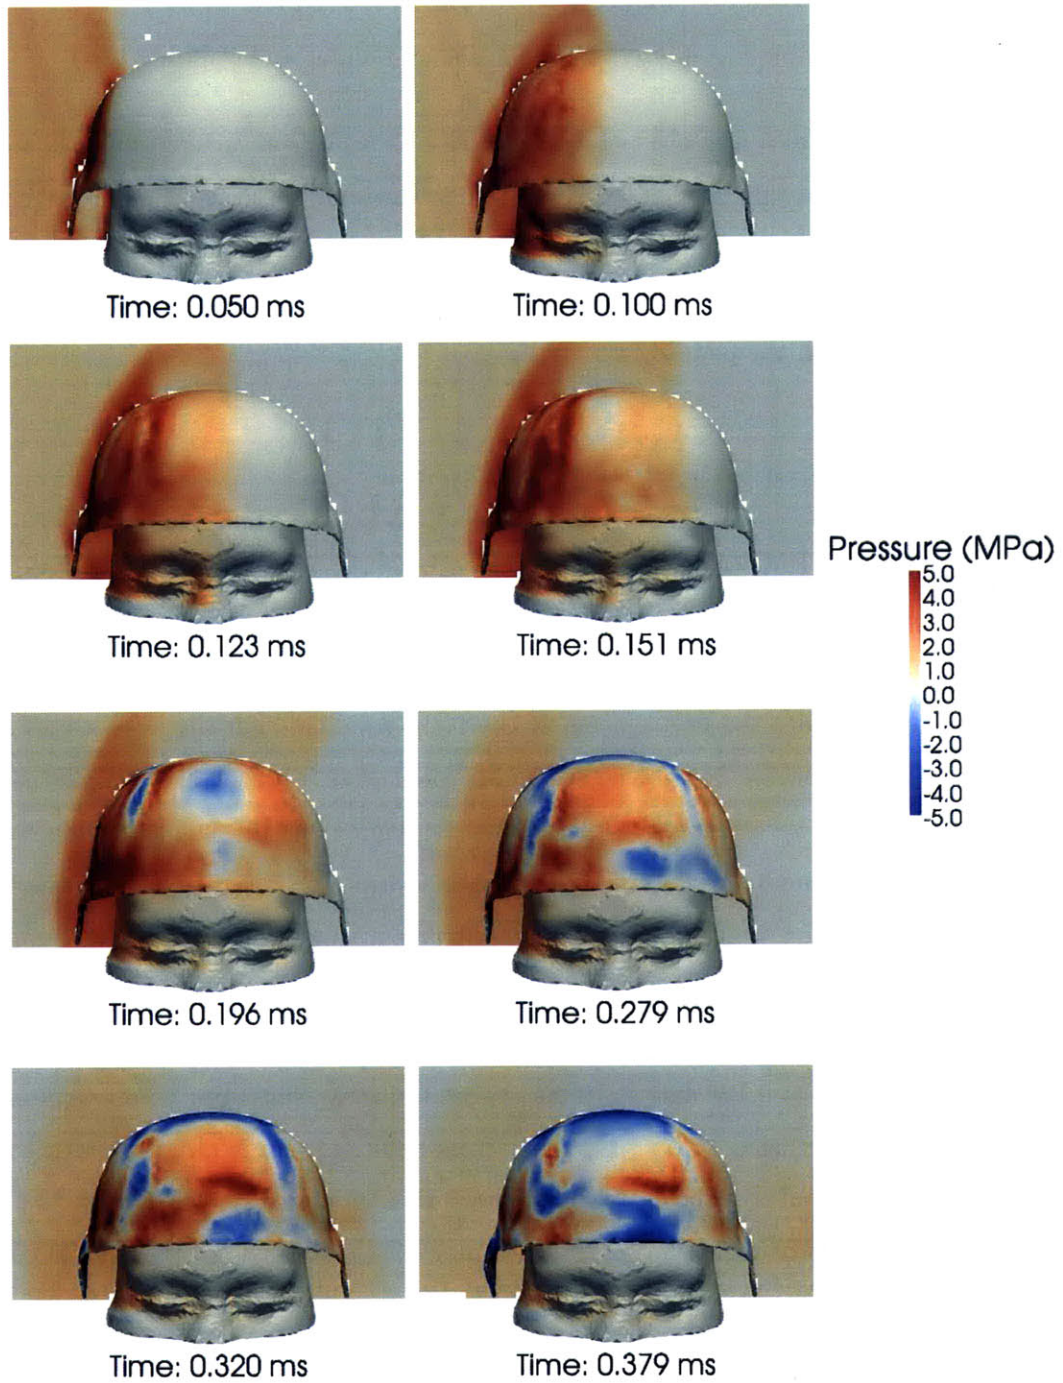 Time: 0.050 ms
Time: 0.100 ms
Time: 0.123 ms
Time: 0.151 ms
Pressure (MPa)
5.0
4.0
3.0
2.0
1.0
0.0
-1.0
-2.0
-3.0
-4.0
-5.0
Time: 0.196 ms
Time: 0.279 ms
Time: 0.320 ms
Time: 0.379 ms